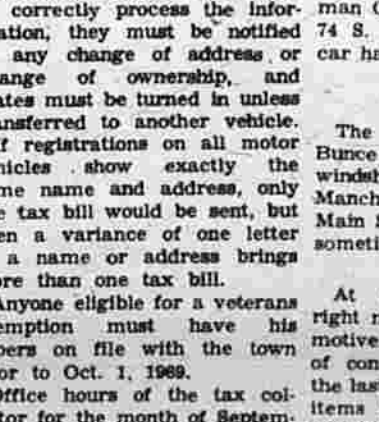 correctly process the infor-
ation, they must be notified
any change of address or
ange of ownership, and
ates must be turned in unless
ansferred to another vehicle.
f registrations on all motor
hicles show exactly the
me name and address, only
e tax bill would be sent, but
en a variance of one letter
a name or address brings
ore than one tax bill.
Anyone eligible for a veterans
emption must have his
pers on file with the town
or to Oct. 1, 1969.
Office hours of the tax col-
tor for the month of Septem-
man C
74 S.
car ha
The
Bunce
windsh
Manch
Main S
someti
At
right n
motive
of con
the las
items